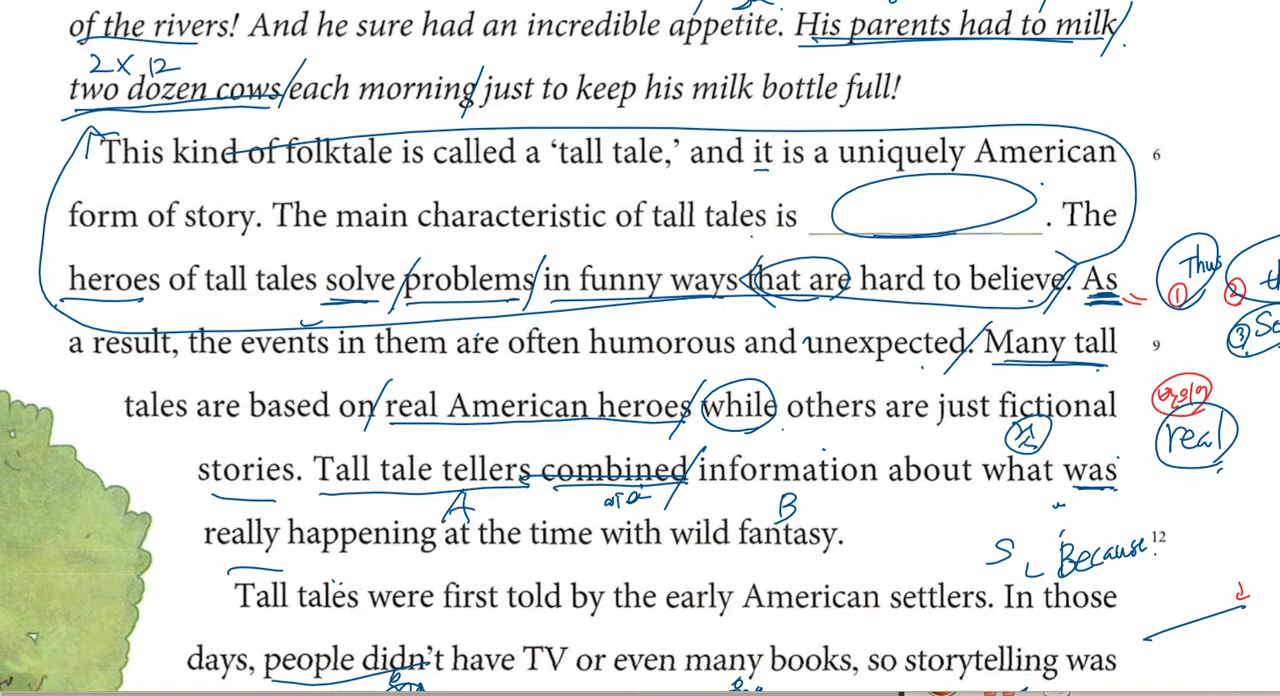 of the rivers! And he sure had an incredible appetite. His parents had to milk
2 X 12
two dozen cows each morning just to keep his milk bottle full!
This kind of folktale is called a ‘tall tale,’ and it is a uniquely American
6
form of story. The main characteristic of tall tales is . The
heroes of tall tales solve problems in funny ways that are hard to believe. As
Thus
① ②
a result, the events in them are often humorous and unexpected. Many tall
9
③ So
tales are based on real American heroes while others are just fictional
real
stories. Tall tale tellers combined information about what was
A B
really happening at the time with wild fantasy.
12
S Because
Tall tales were first told by the early American settlers. In those
days, people didn’t have TV or even many books, so storytelling was